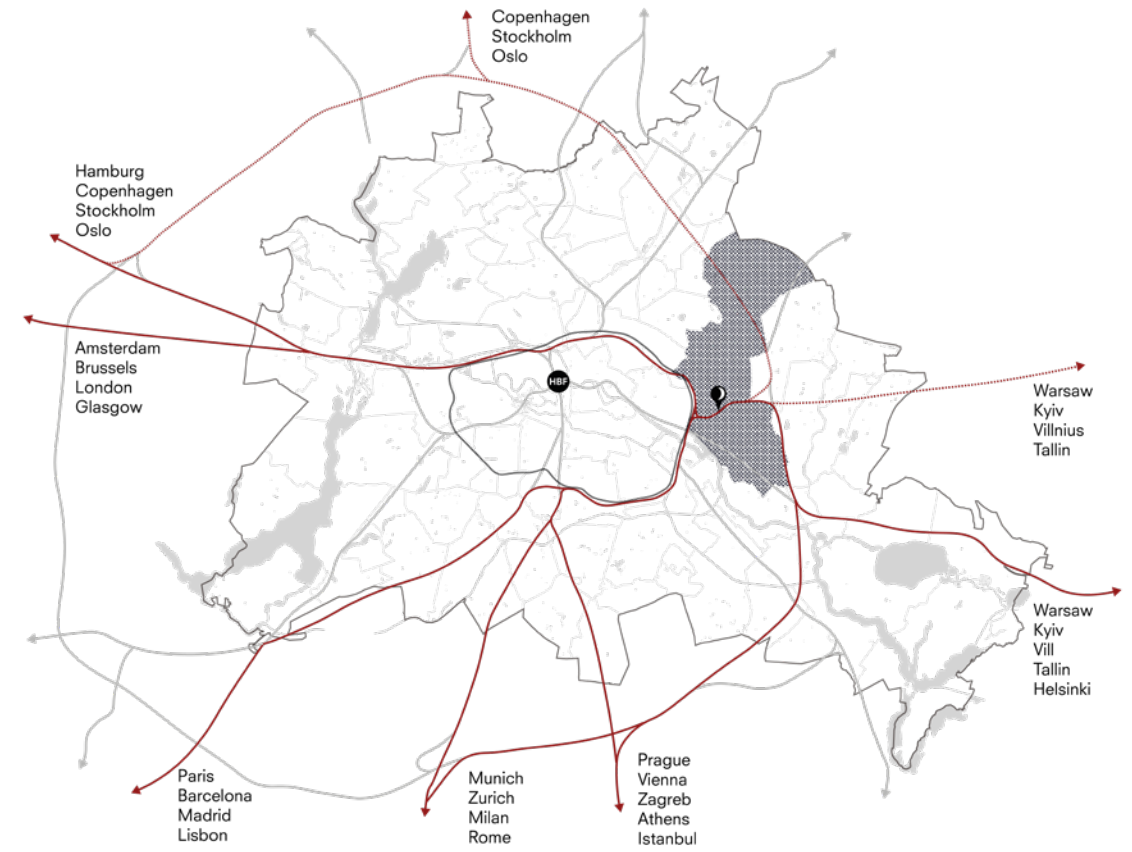 Copenhagen
Stockholm
Oslo
Hamburg
Copenhagen
Stockholm
Oslo
Amsterdam
Brussels
London
Glasgow
HBF
Warsaw
Kyiv
Villnius
Tallin
Warsaw
Kyiv
Vill
Tallin
Helsinki
Paris
Barcelona
Madrid
Lisbon
Munich
Zurich
Milan
Rome
Prague
Vienna
Zagreb
Athens
Istanbul